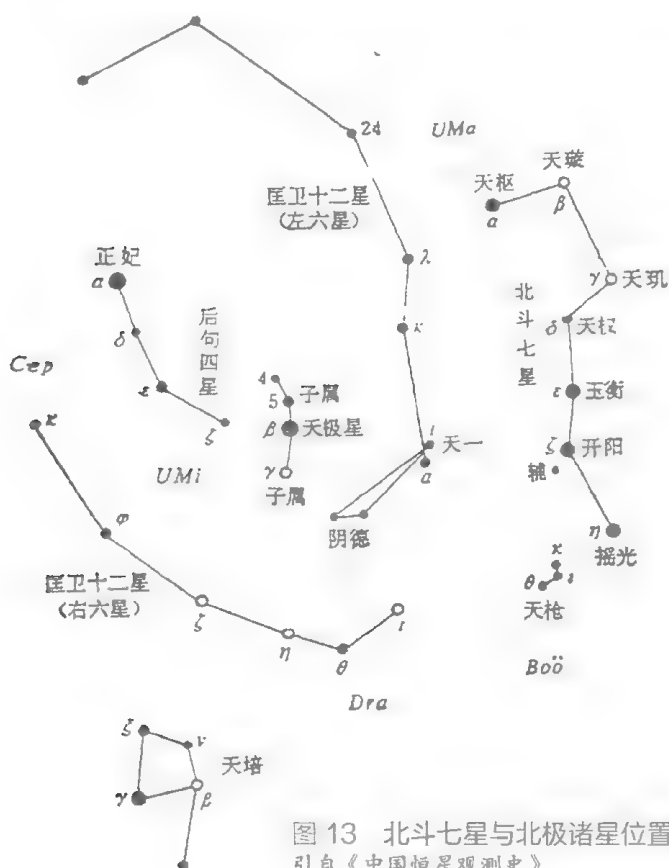 24
UMa
天璇
天枢
β
α
匡卫十二星
(左六星)
λ
正妃
α
γ
天玑
北斗七星
δ
天权
κ
后句四星
δ
Cep
4
子属
5
ε
玉衡
ε
κ
β
天极星
ζ
ι
天一
ζ
开阳
UMi
γ
α
辅
子属
φ
阴德
η
摇光
κ
匡卫十二星
(右六星)
θ
ι
天枪
ζ
ι
η
θ
Boö
Dra
ζ
ν
天培
γ
β
图 13 北斗七星与北极诸星位置
引自《中国恒星观测史》